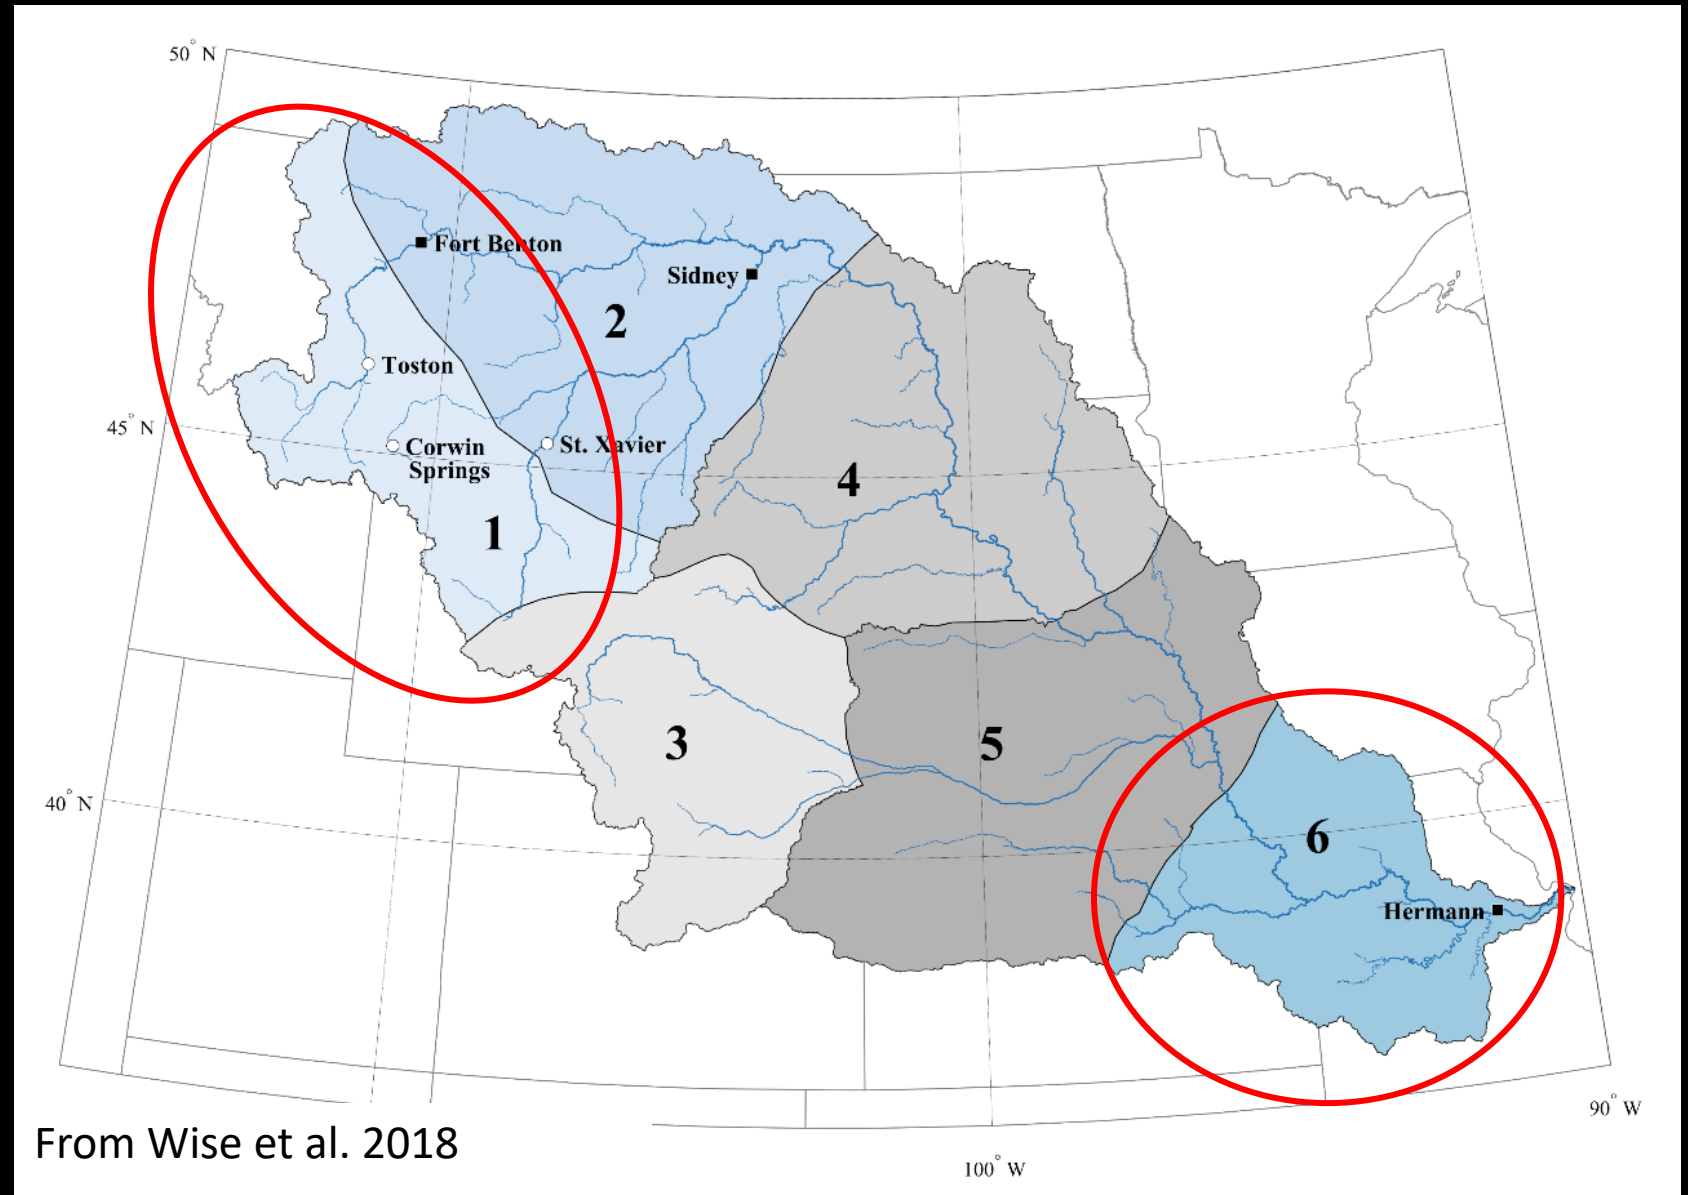 50° N
Fort Benton
Sidney
2
Toston
45° N
Corwin
Springs
St. Xavier
4
1
3
5
40° N
6
Hermann
90° W
From Wise et al. 2018
100° W